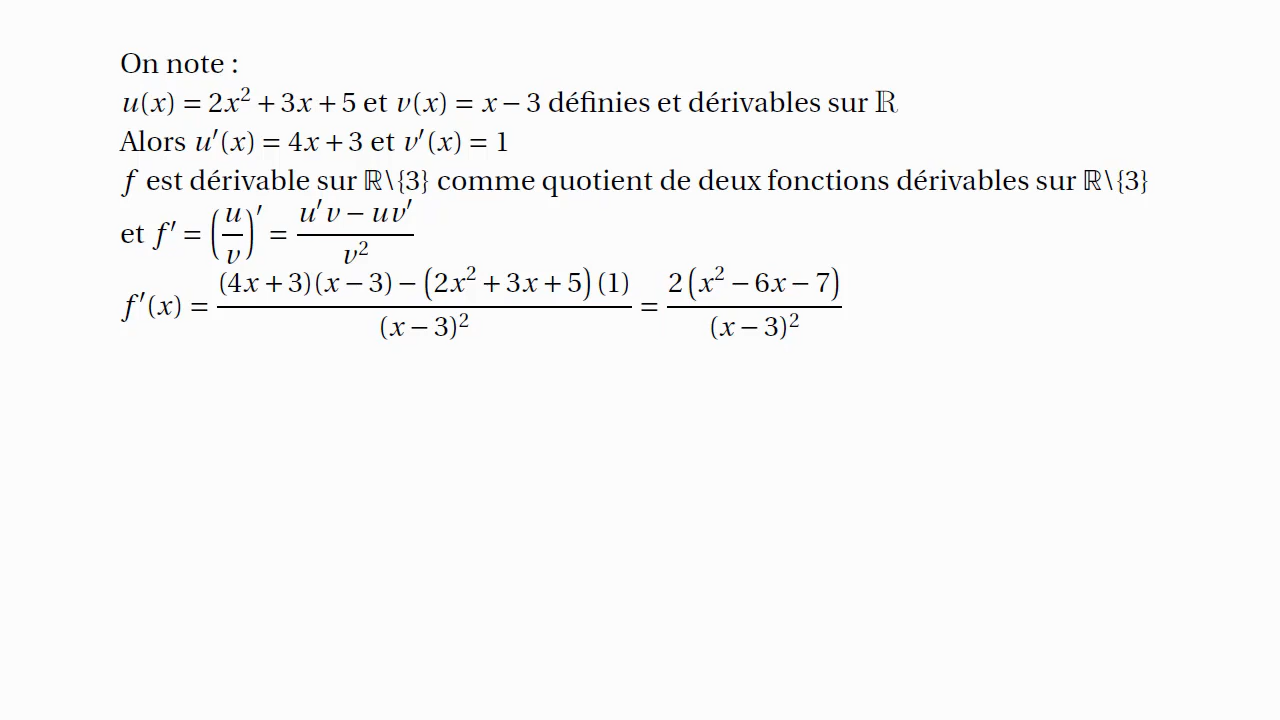 On note :
u(x) = 2x² + 3x + 5 et v(x) = x − 3 définies et dérivables sur ℝ
Alors u′(x) = 4x + 3 et v′(x) = 1
f est dérivable sur ℝ\{3} comme quotient de deux fonctions dérivables sur ℝ\{3}
et f′ = (u/v)′ = (u′v − uv′)/v²
f′(x) = ((4x + 3)(x − 3) − (2x² + 3x + 5)(1))/(x − 3)² = 2(x² − 6x − 7)/(x − 3)²